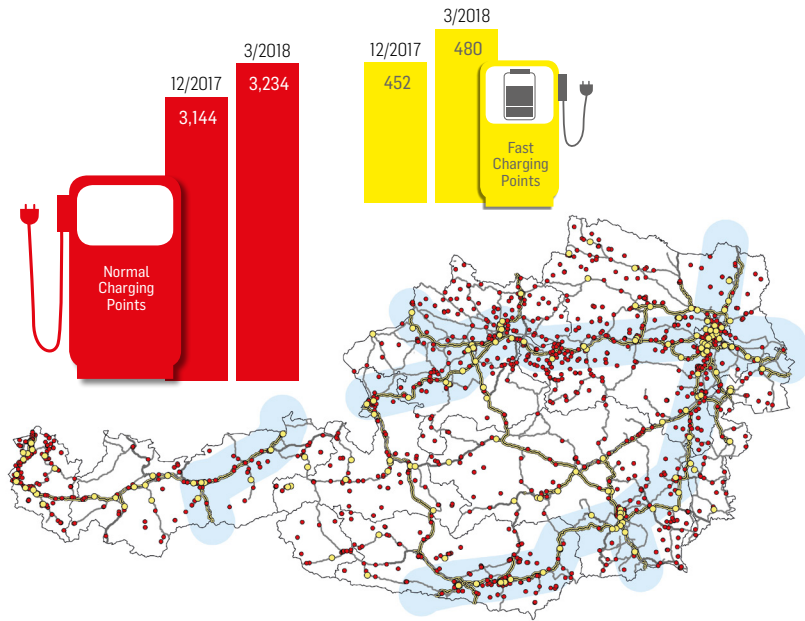 12/2017
3,144
3/2018
3,234
Normal
Charging
Points
12/2017
452
3/2018
480
Fast
Charging
Points